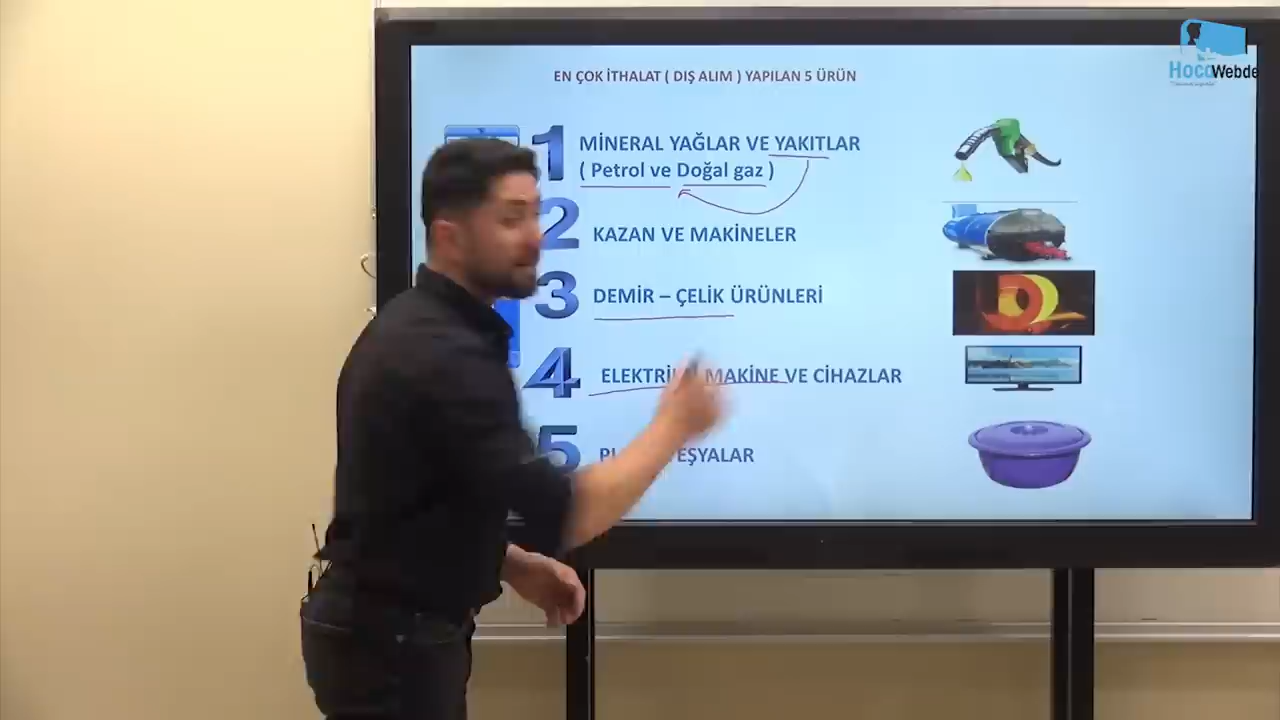 EN ÇOK İTHALAT ( DIŞ ALIM ) YAPILAN 5 ÜRÜN
1 MİNERAL YAĞLAR VE YAKITLAR
( Petrol ve Doğal gaz )
2 KAZAN VE MAKİNELER
3 DEMİR – ÇELİK ÜRÜNLERİ
4 MAKİNE VE CİHAZLAR
5 EŞYALAR
HocaWebde